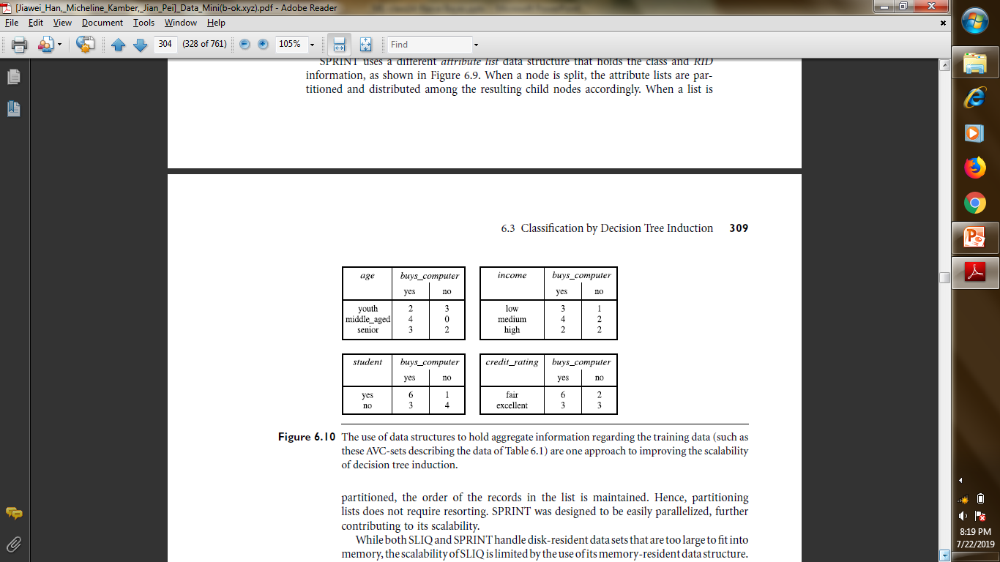 [Jiawei_Han,_Micheline_Kamber,_Jian_Pei]_Data_Mini(b-ok.xyz).pdf - Adobe Reader
File Edit View Document Tools Window Help
304 (328 of 761) 105% Find
SPRINT uses a different attribute list data structure that holds the class and RID
information, as shown in Figure 6.9. When a node is split, the attribute lists are par-
titioned and distributed among the resulting child nodes accordingly. When a list is
6.3 Classification by Decision Tree Induction 309
age buys_computer
yes no
youth 2 3
middle_aged 4 0
senior 3 2
income buys_computer
yes no
low 3 1
medium 4 2
high 2 2
student buys_computer
yes no
yes 6 1
no 3 4
credit_rating buys_computer
yes no
fair 6 2
excellent 3 3
Figure 6.10 The use of data structures to hold aggregate information regarding the training data (such as
these AVC-sets describing the data of Table 6.1) are one approach to improving the scalability
of decision tree induction.
partitioned, the order of the records in the list is maintained. Hence, partitioning
lists does not require resorting. SPRINT was designed to be easily parallelized, further
contributing to its scalability.
While both SLIQ and SPRINT handle disk-resident data sets that are too large to fit into
memory, the scalability of SLIQ is limited by the use of its memory-resident data structure.
8:19 PM
7/22/2019